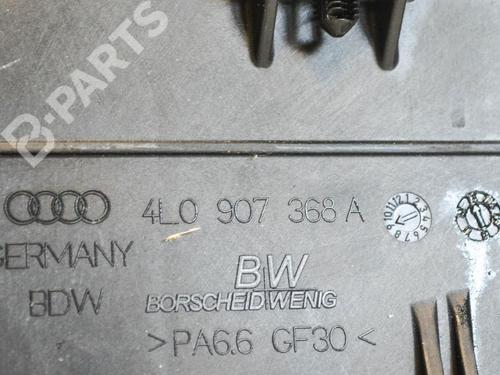 B-PARTS
4L0 907 368 A
GERMANY
BW
BDW
BORSCHEID.WENIG
>PA6.6 GF30<